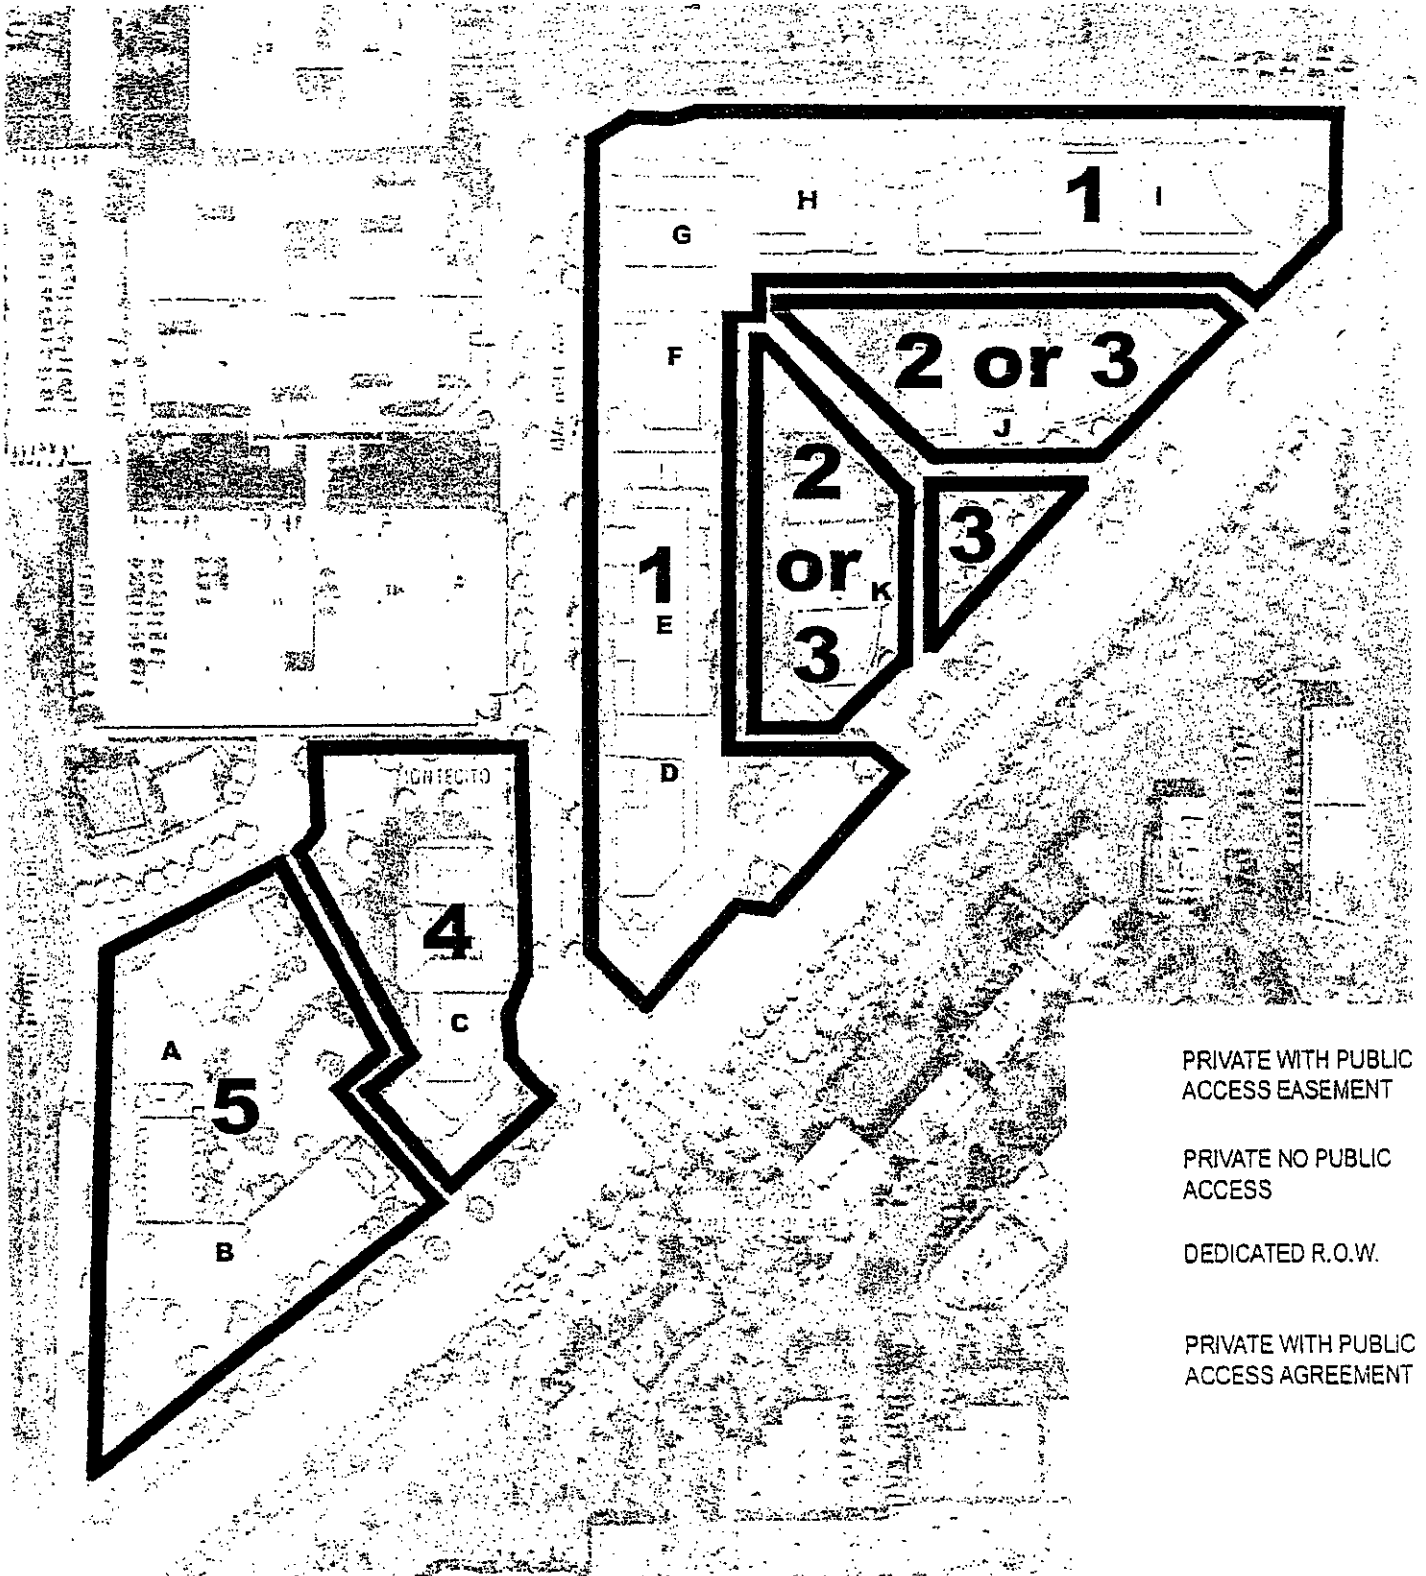 H
1
I
G
F
2 or 3
J
2
3
or
K
1
E
3
D
4
C
A
5
B
PRIVATE WITH PUBLIC
ACCESS EASEMENT
PRIVATE NO PUBLIC
ACCESS
DEDICATED R.O.W.
PRIVATE WITH PUBLIC
ACCESS AGREEMENT